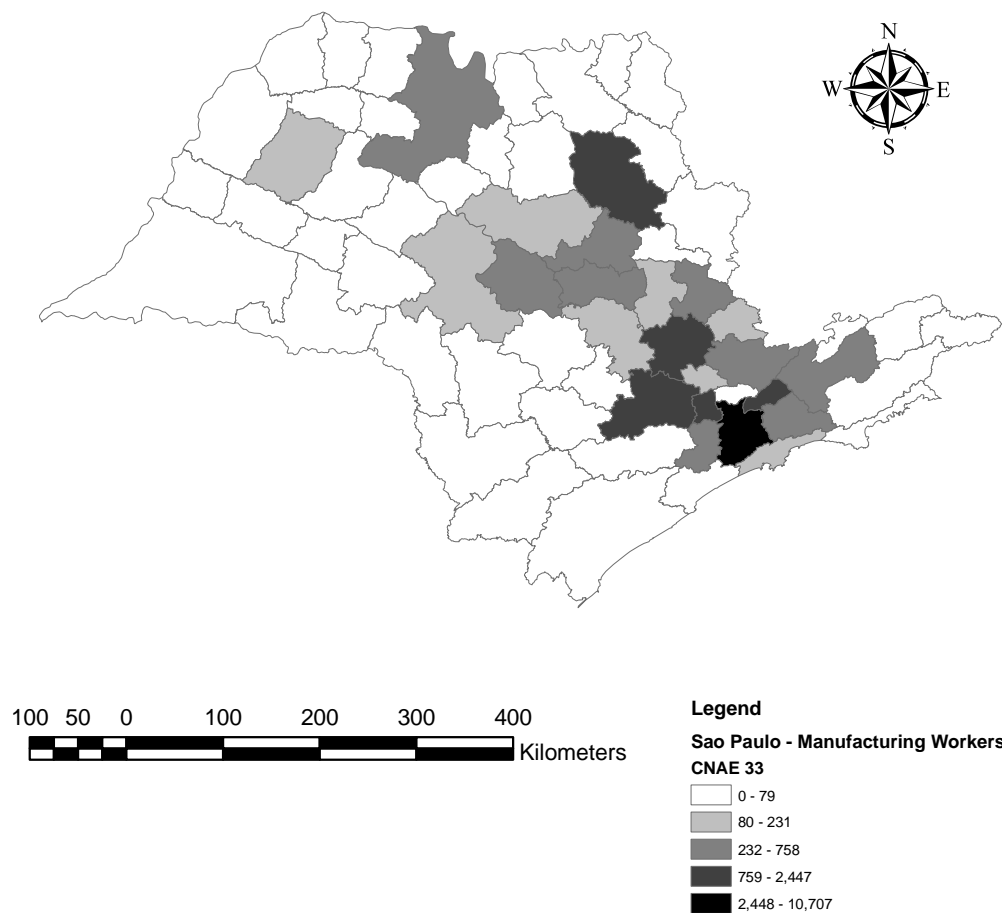 N
W E
S
100 50 0 100 200 300 400
Kilometers
Legend
Sao Paulo - Manufacturing Workers
CNAE 33
0 - 79
80 - 231
232 - 758
759 - 2,447
2,448 - 10,707